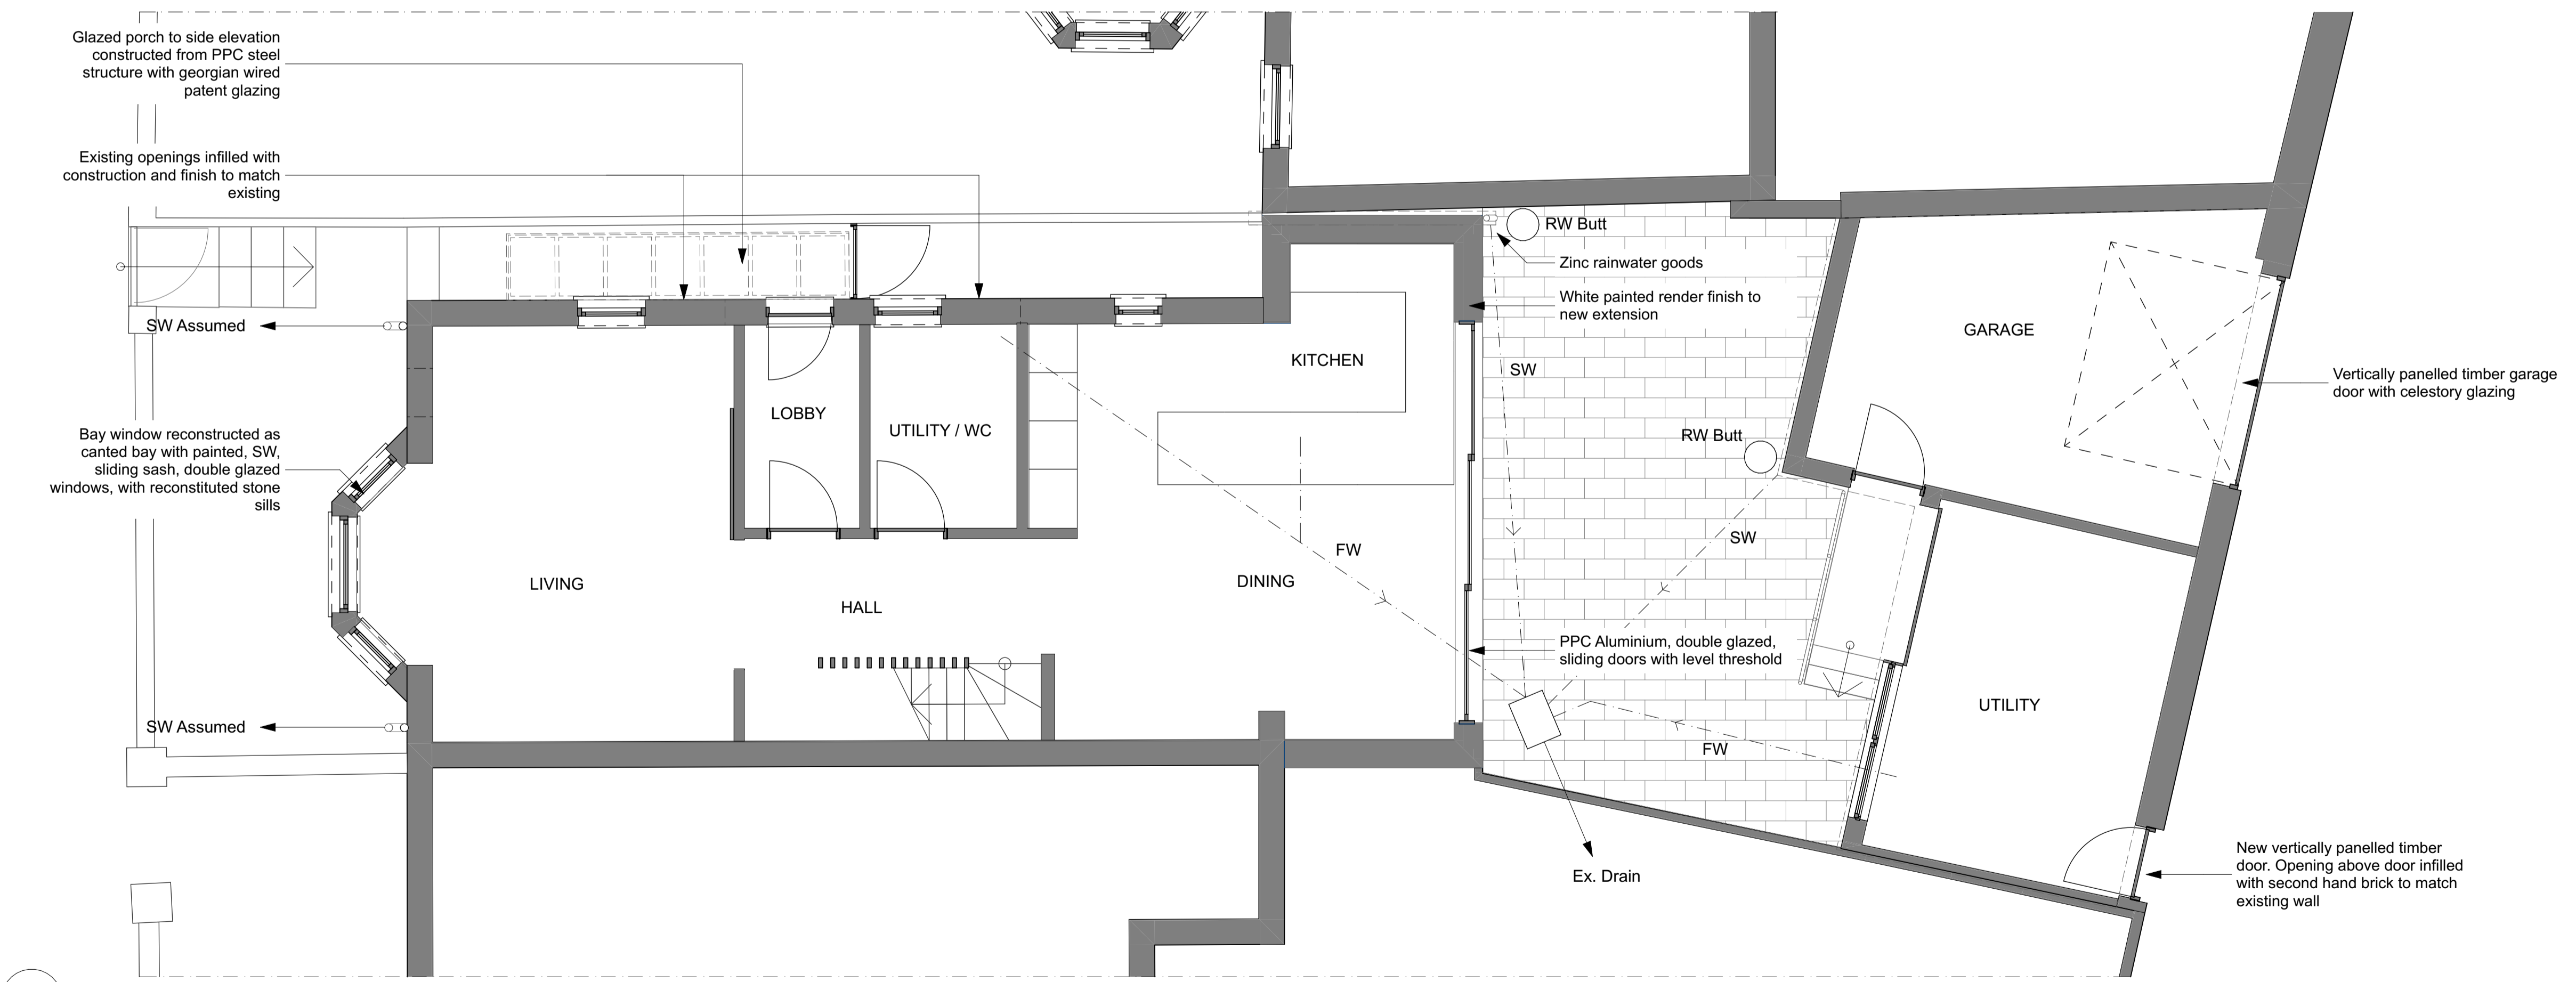 Glazed porch to side elevation
constructed from PPC steel
structure with georgian wired
patent glazing
Existing openings infilled with
construction and finish to match
existing
SW Assumed
Bay window reconstructed as
canted bay with painted, SW,
sliding sash, double glazed
windows, with reconstituted stone
sills
SW Assumed
LIVING
LOBBY
UTILITY / WC
HALL
KITCHEN
DINING
FW
RW Butt
Zinc rainwater goods
White painted render finish to
new extension
SW
RW Butt
SW
PPC Aluminium, double glazed,
sliding doors with level threshold
FW
Ex. Drain
GARAGE
UTILITY
Vertically panelled timber garage
door with celestory glazing
New vertically panelled timber
door. Opening above door infilled
with second hand brick to match
existing wall